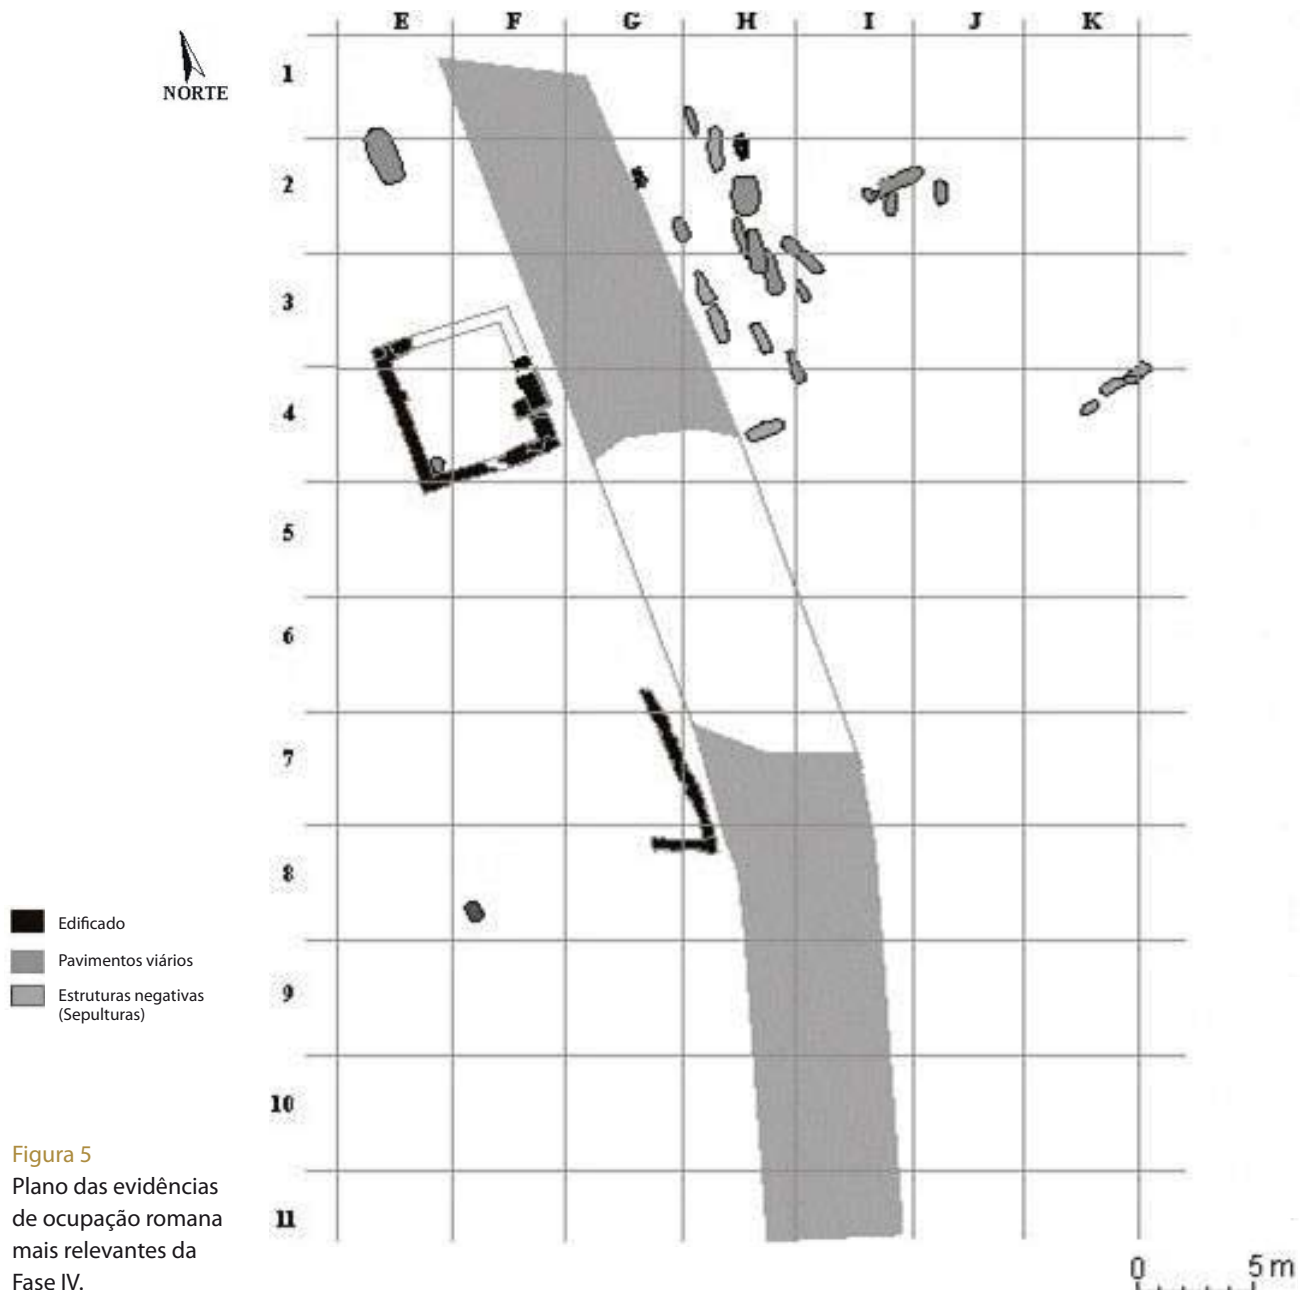 E F G H I J K
NORTE
1
2
3
4
5
6
7
8
9
10
11
Edificado
Pavimentos viários
Estruturas negativas
(Sepulturas)
Figura 5
Plano das evidências
de ocupação romana
mais relevantes da
Fase IV.
0 5 m